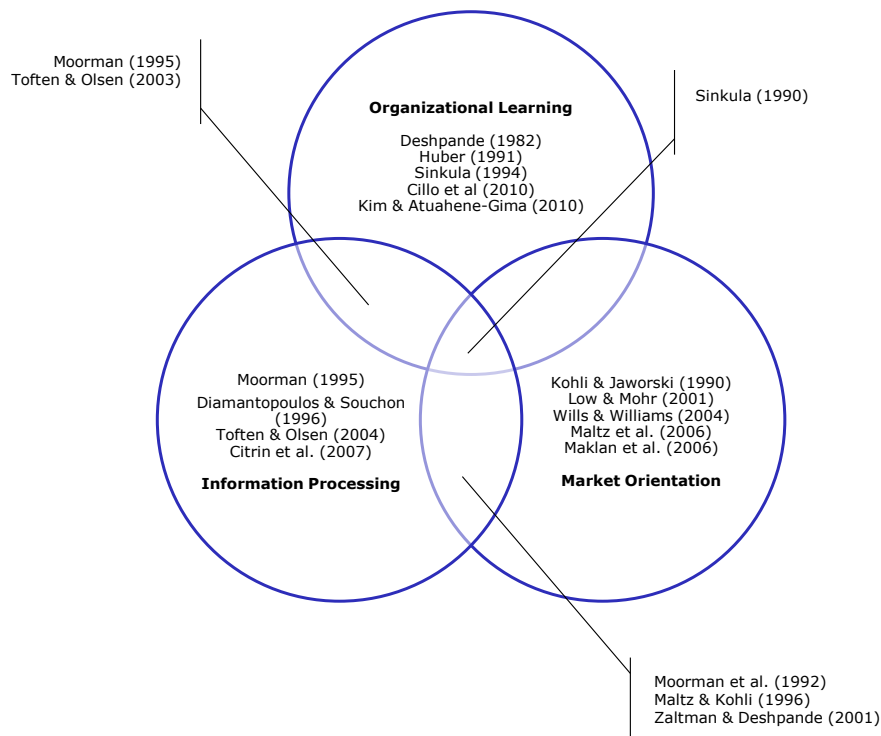 Moorman (1995)
Toften & Olsen (2003)
Sinkula (1990)
Organizational Learning
Deshpande (1982)
Huber (1991)
Sinkula (1994)
Cillo et al (2010)
Kim & Atuahene-Gima (2010)
Moorman (1995)
Diamantopoulos & Souchon
(1996)
Toften & Olsen (2004)
Citrin et al. (2007)
Information Processing
Kohli & Jaworski (1990)
Low & Mohr (2001)
Wills & Williams (2004)
Maltz et al. (2006)
Maklan et al. (2006)
Market Orientation
Moorman et al. (1992)
Maltz & Kohli (1996)
Zaltman & Deshpande (2001)